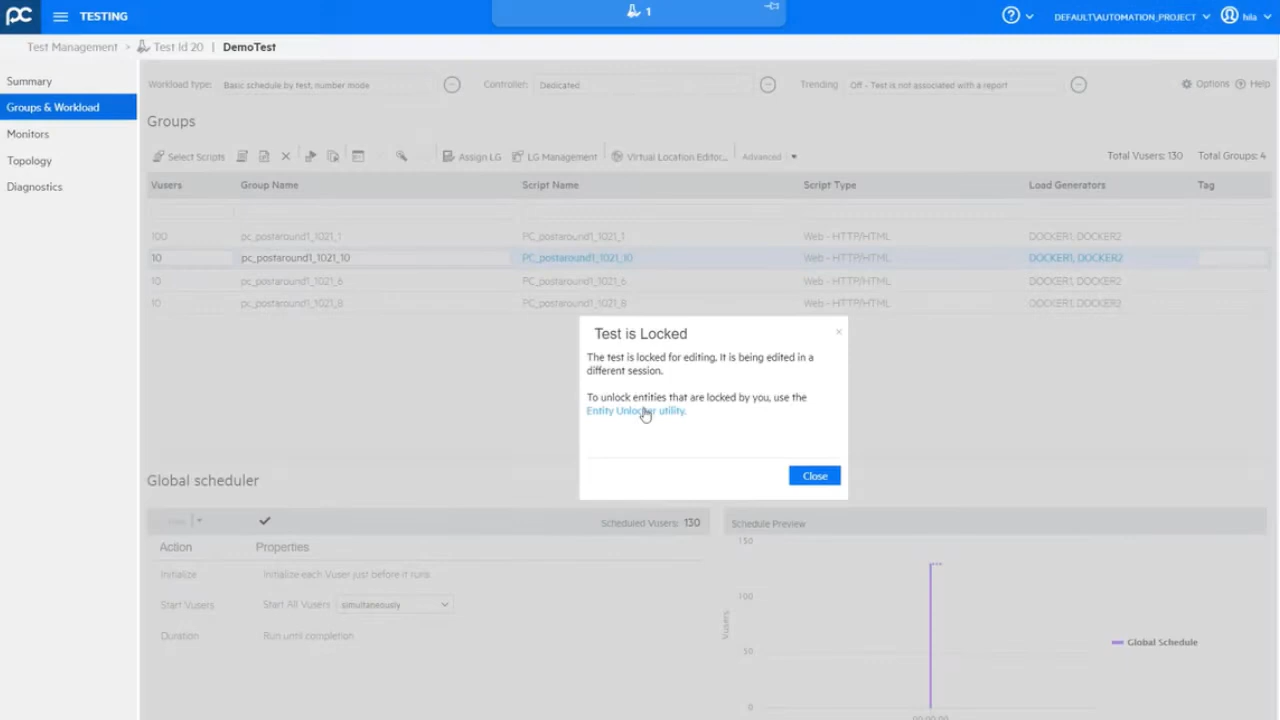 pc TESTING 1 DEFAULT\AUTOMATION_PROJECT hila
Test Management > Test Id 20 | DemoTest
Summary
Groups & Workload
Monitors
Topology
Diagnostics
Workload type: Basic schedule by test, number mode Controller: Dedicated Trending Off - Test is not associated with a report Options Help
Groups
Select Scripts Assign LG LG Management Virtual Location Editor... Advanced Total Vusers: 130 Total Groups: 4
Vusers Group Name Script Name Script Type Load Generators Tag
100 pc_postaround1_1021_1 PC_postaround1_1021_1 Web - HTTP/HTML DOCKER1, DOCKER2
10 pc_postaround1_1021_10 PC_postaround1_1021_10 Web - HTTP/HTML DOCKER1, DOCKER2
10 pc_postaround1_1021_6 PC_postaround1_1021_6 Web - HTTP/HTML DOCKER1, DOCKER2
10 pc_postaround1_1021_8 PC_postaround1_1021_8 Web - HTTP/HTML DOCKER1, DOCKER2
Test is Locked
The test is locked for editing. It is being edited in a
different session.
To unlock entities that are locked by you, use the
Entity Unlocker utility.
Close
Global scheduler
Scheduled Vusers: 130
Action Properties
Initialize Initialize each Vuser just before it runs
Start Vusers Start All Vusers simultaneously
Duration Run until completion
Schedule Preview
150
100
50
0
Vusers
Global Schedule
00:00:00